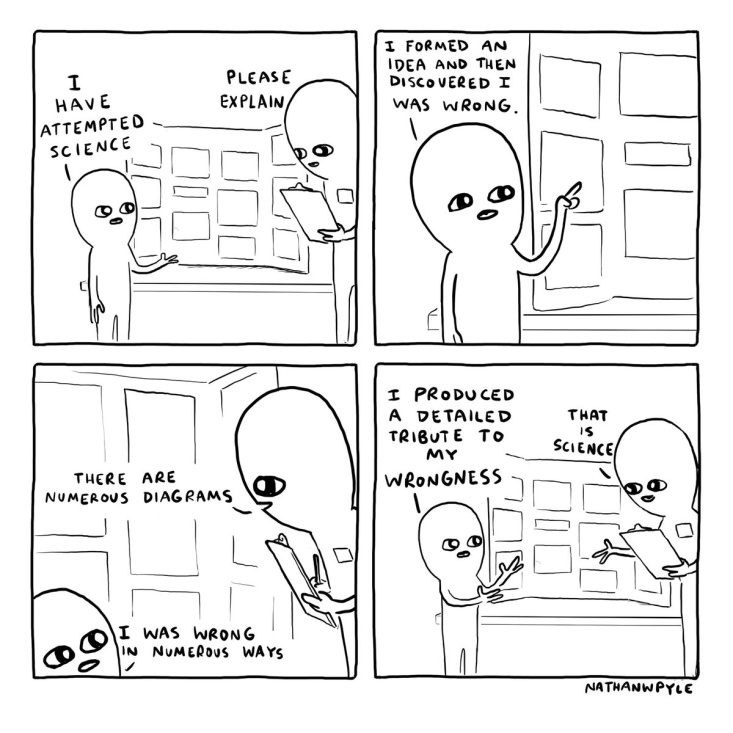 I
HAVE
ATTEMPTED
SCIENCE
PLEASE
EXPLAIN
I FORMED AN
IDEA AND THEN
DISCOVERED I
WAS WRONG.
THERE ARE
NUMEROUS DIAGRAMS
I WAS WRONG
IN NUMEROUS WAYS
I PRODUCED
A DETAILED
TRIBUTE TO
MY
WRONGNESS
THAT
IS
SCIENCE
NATHANWPYLE